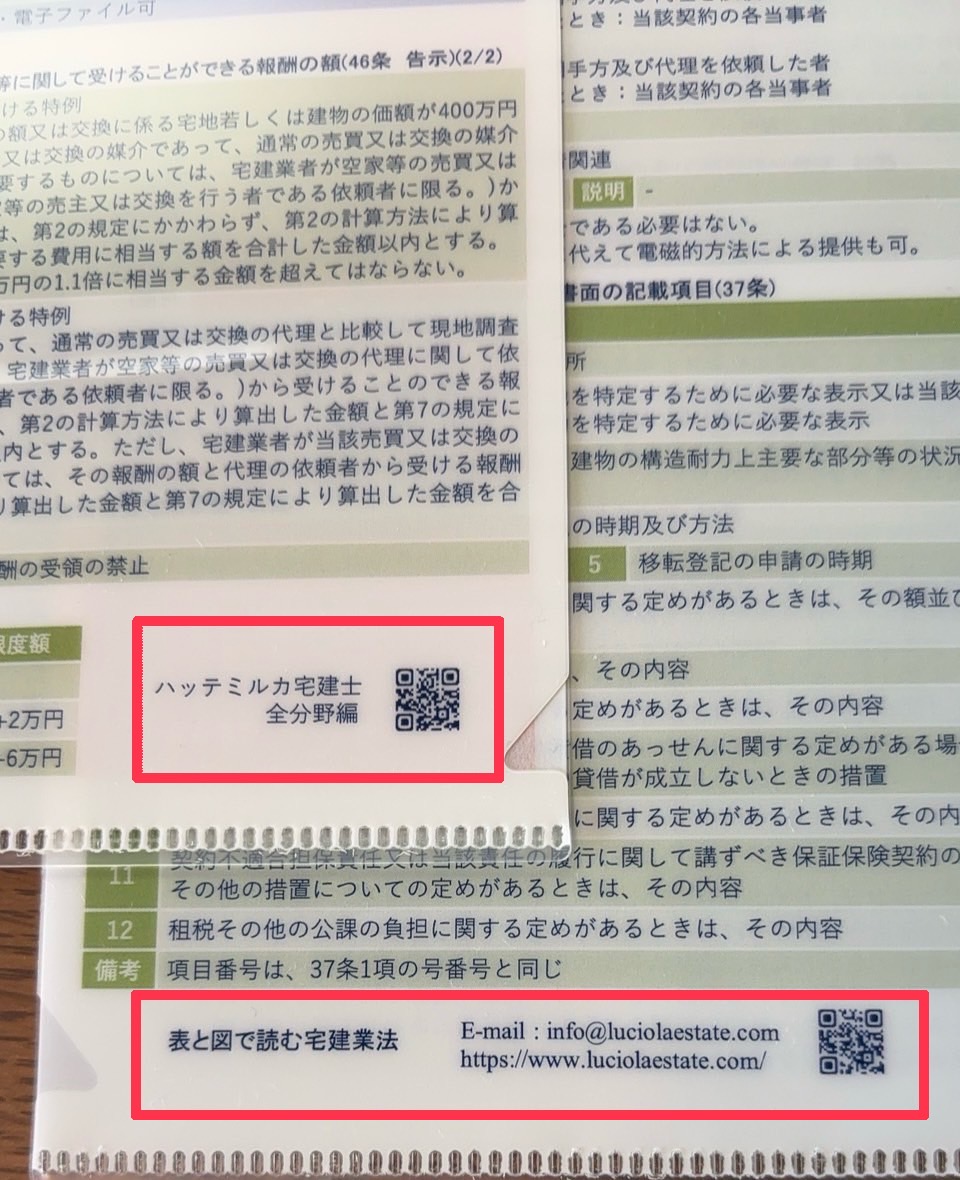 ・電子ファイル可
等に関して受けることができる報酬の額(46条 告示)(2/2)
ける特例
額又は交換に係る宅地若しくは建物の価額が400万円
又は交換の媒介であって、通常の売買又は交換の媒介
要するものについては、宅建業者が空家等の売買又は
等の売主又は交換を行う者である依頼者に限る。)か
は、第2の規定にかかわらず、第2の計算方法により算
要する費用に相当する額を合計した金額以内とする。
万円の1.1倍に相当する金額を超えてはならない。
ける特例
って、通常の売買又は交換の代理と比較して現地調査
宅建業者が空家等の売買又は交換の代理に関して依
者である依頼者に限る。)から受けることのできる報
、第2の計算方法により算出した金額と第7の規定に
内とする。ただし、宅建業者が当該売買又は交換の
ては、その報酬の額と代理の依頼者から受ける報酬
り算出した金額と第7の規定により算出した金額を合
酬の受領の禁止
限度額
+2万円
-6万円
ハッテミルカ宅建士
全分野編
とき：当該契約の各当事者
手方及び代理を依頼した者
とき：当該契約の各当事者
関連
説明 -
である必要はない。
代えて電磁的方法による提供も可。
書面の記載項目(37条)
所
を特定するために必要な表示又は当該
を特定するために必要な表示
建物の構造耐力上主要な部分等の状況
の時期及び方法
5 移転登記の申請の時期
関する定めがあるときは、その額並び
、その内容
定めがあるときは、その内容
借のあっせんに関する定めがある場
貸借が成立しないときの措置
に関する定めがあるときは、その内
11 契約不適合担保責任又は当該責任の履行に関して講ずべき保証保険契約の
その他の措置についての定めがあるときは、その内容
12 租税その他の公課の負担に関する定めがあるときは、その内容
備考 項目番号は、37条1項の号番号と同じ
表と図で読む宅建業法
E-mail : info@luciolaestate.com
https://www.luciolaestate.com/